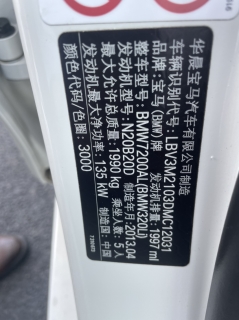 华晨宝马汽车有限公司 制造
车辆识别代号: LBV3M2103DMC12031
品牌: 宝马 (BMW) 牌 发动机排量: 1997 ml
整车型号: BMW7200AL(BMW320Li)
发动机型号: N20B20D 制造年月: 2013.04
最大允许总质量: 1990 kg 乘坐人数: 5 人
发动机最大净功率: 135 kW 制造国: 中国
颜色代码/色圈: 3000